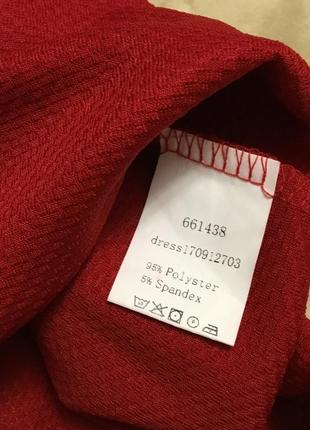 661438
dress170912703
95% Polyster
5% Spandex